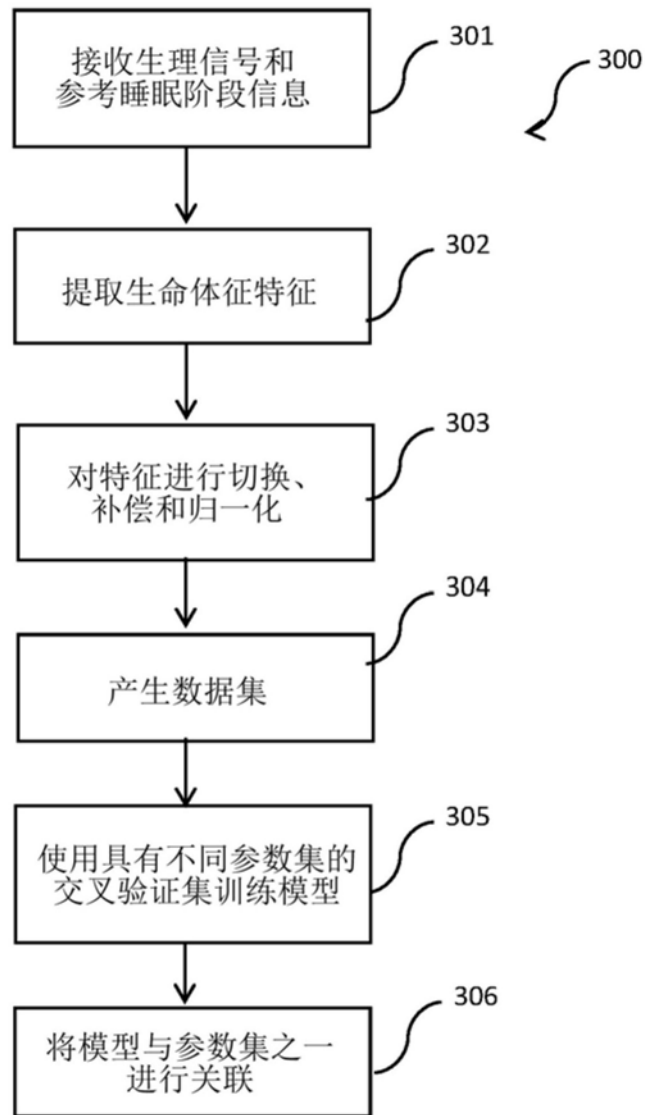 接收生理信号和
参考睡眠阶段信息
301
300
提取生命体征特征
302
对特征进行切换、
补偿和归一化
303
产生数据集
304
使用具有不同参数集的
交叉验证集训练模型
305
将模型与参数集之一
进行关联
306